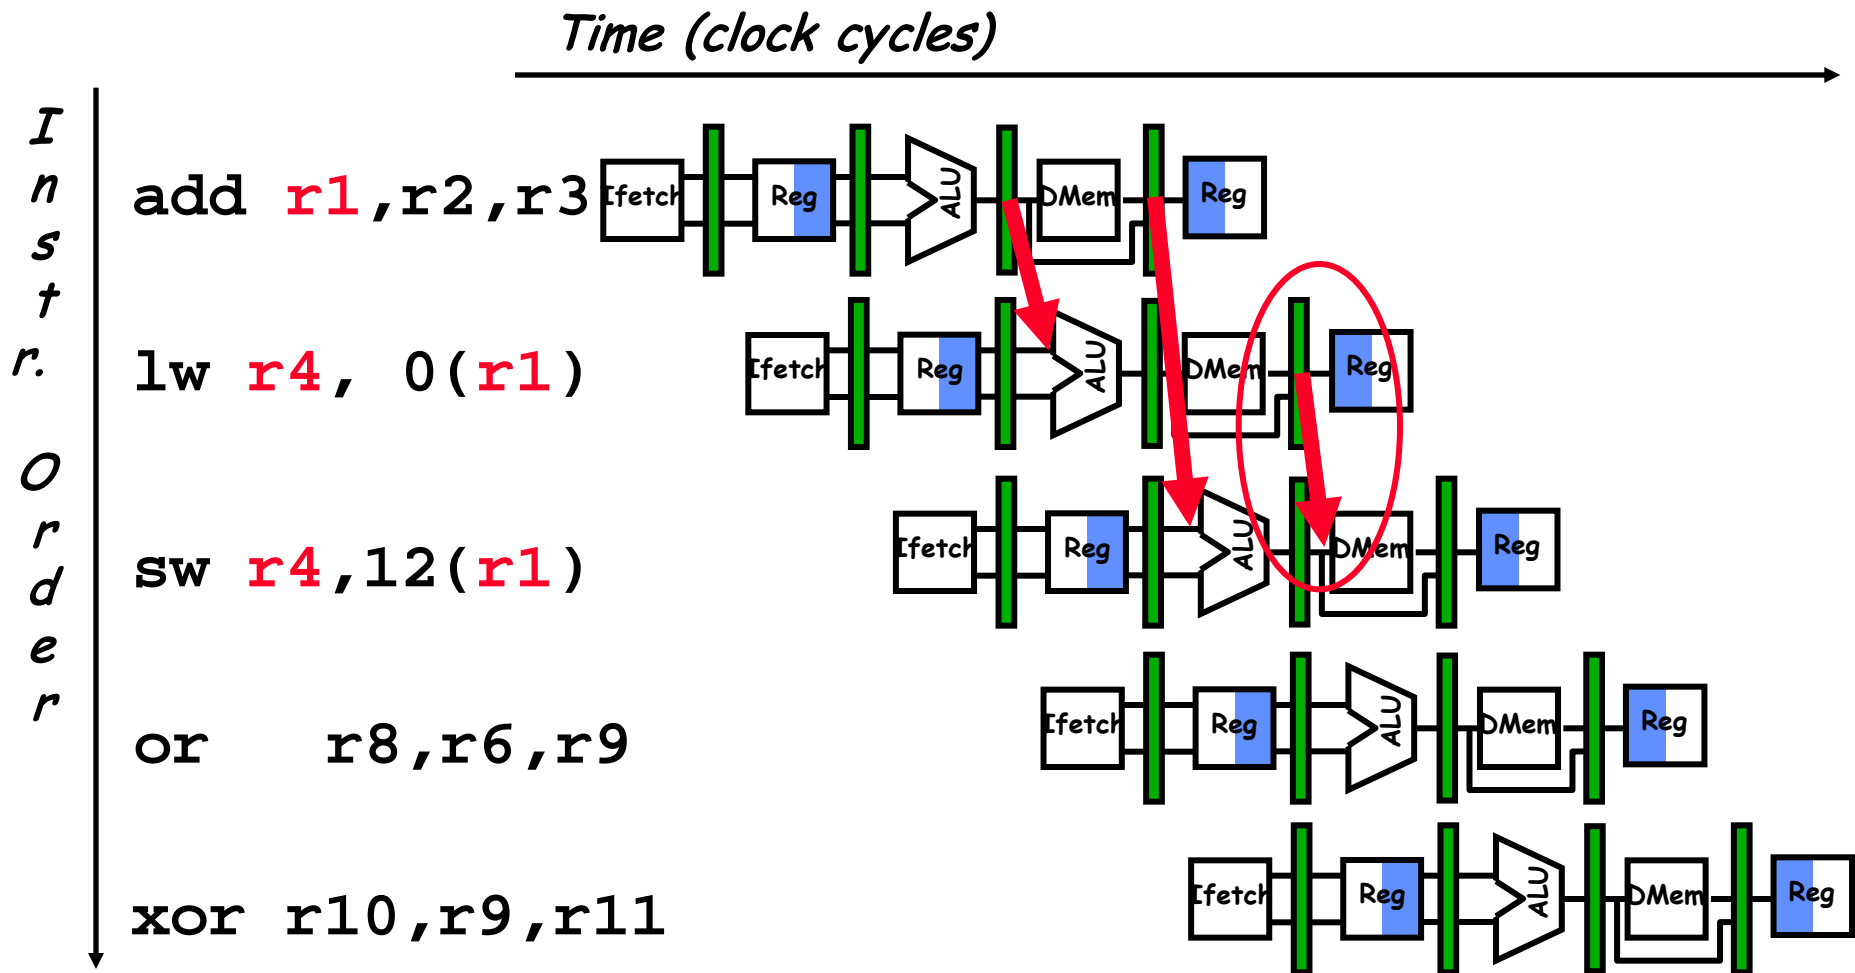 Time (clock cycles)
Instr. Order
add r1,r2,r3
Ifetch Reg ALU DMem Reg
lw r4, 0(r1)
Ifetch Reg ALU DMem Reg
sw r4,12(r1)
Ifetch Reg ALU DMem Reg
or r8,r6,r9
Ifetch Reg ALU DMem Reg
xor r10,r9,r11
Ifetch Reg ALU DMem Reg